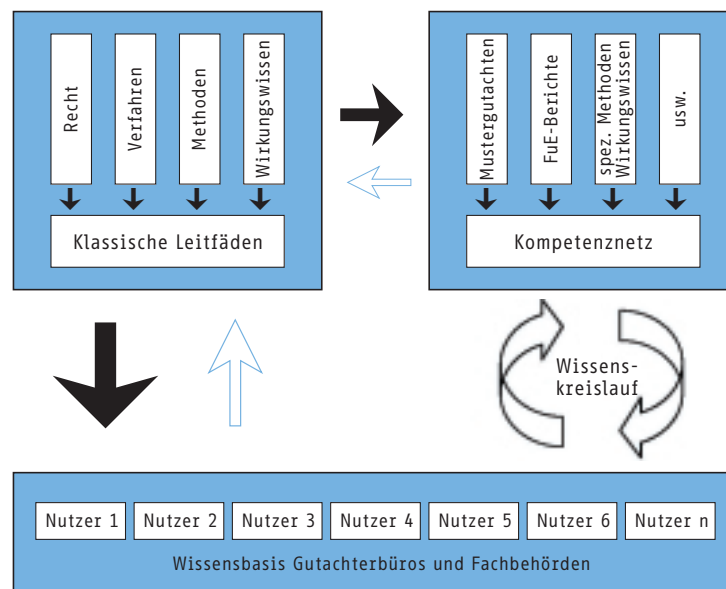 Recht
Verfahren
Methoden
Wirkungswissen
Klassische Leitfäden
Mustergutachten
FuE-Berichte
spez. Methoden
Wirkungswissen
usw.
Kompetenznetz
Wissens-
kreislauf
Nutzer 1
Nutzer 2
Nutzer 3
Nutzer 4
Nutzer 5
Nutzer 6
Nutzer n
Wissensbasis Gutachterbüros und Fachbehörden